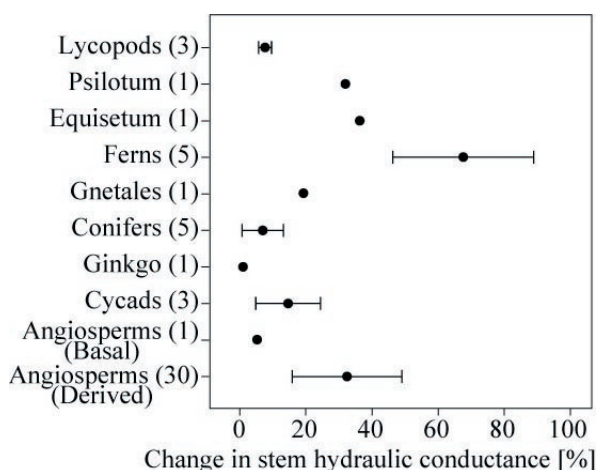 Lycopods (3)
Psilotum (1)
Equisetum (1)
Ferns (5)
Gnetales (1)
Conifers (5)
Ginkgo (1)
Cycads (3)
Angiosperms (1)
(Basal)
Angiosperms (30)
(Derived)
0 20 40 60 80 100
Change in stem hydraulic conductance [%]